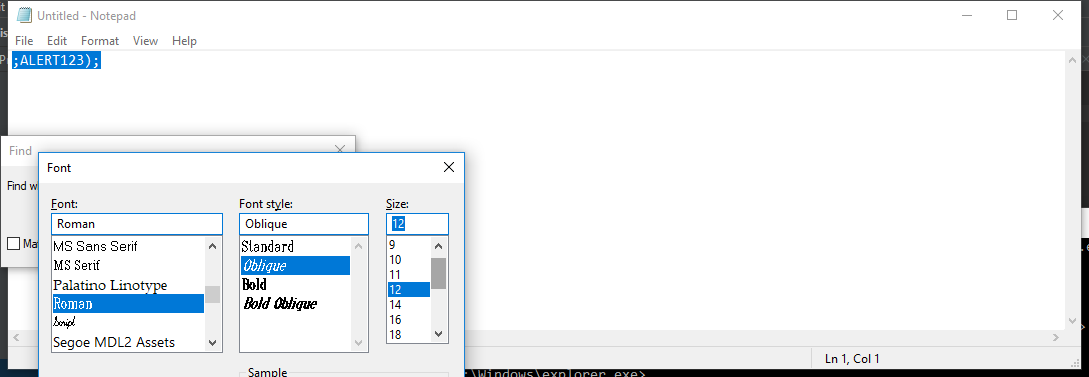 Untitled - Notepad
File Edit Format View Help
;ALERT123);
Find
Find w
Ma
Font
Font: Font style: Size:
Roman Oblique 12
MS Sans Serif
MS Serif
Palatino Linotype
Roman
Script
Segoe MDL2 Assets
Standard
Oblique
Bold
Bold Oblique
9
10
11
12
14
16
18
Sample
Ln 1, Col 1
:\Windows\explorer.exe>